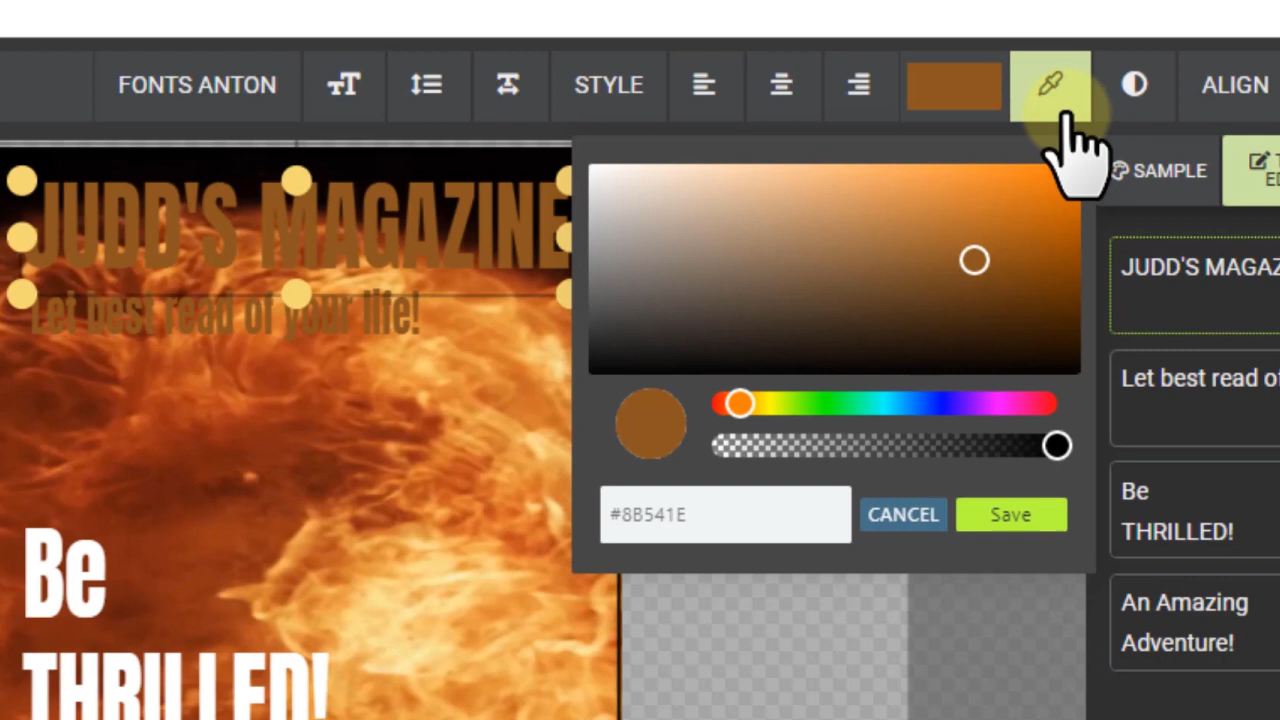 FONTS ANTON
STYLE
ALIGN
SAMPLE
JUDD'S MAGAZINE
Let best read of your life!
Be
THRILLED!
#8B541E
CANCEL
Save
JUDD'S MAGAZ
Let best read of
Be
THRILLED!
An Amazing
Adventure!